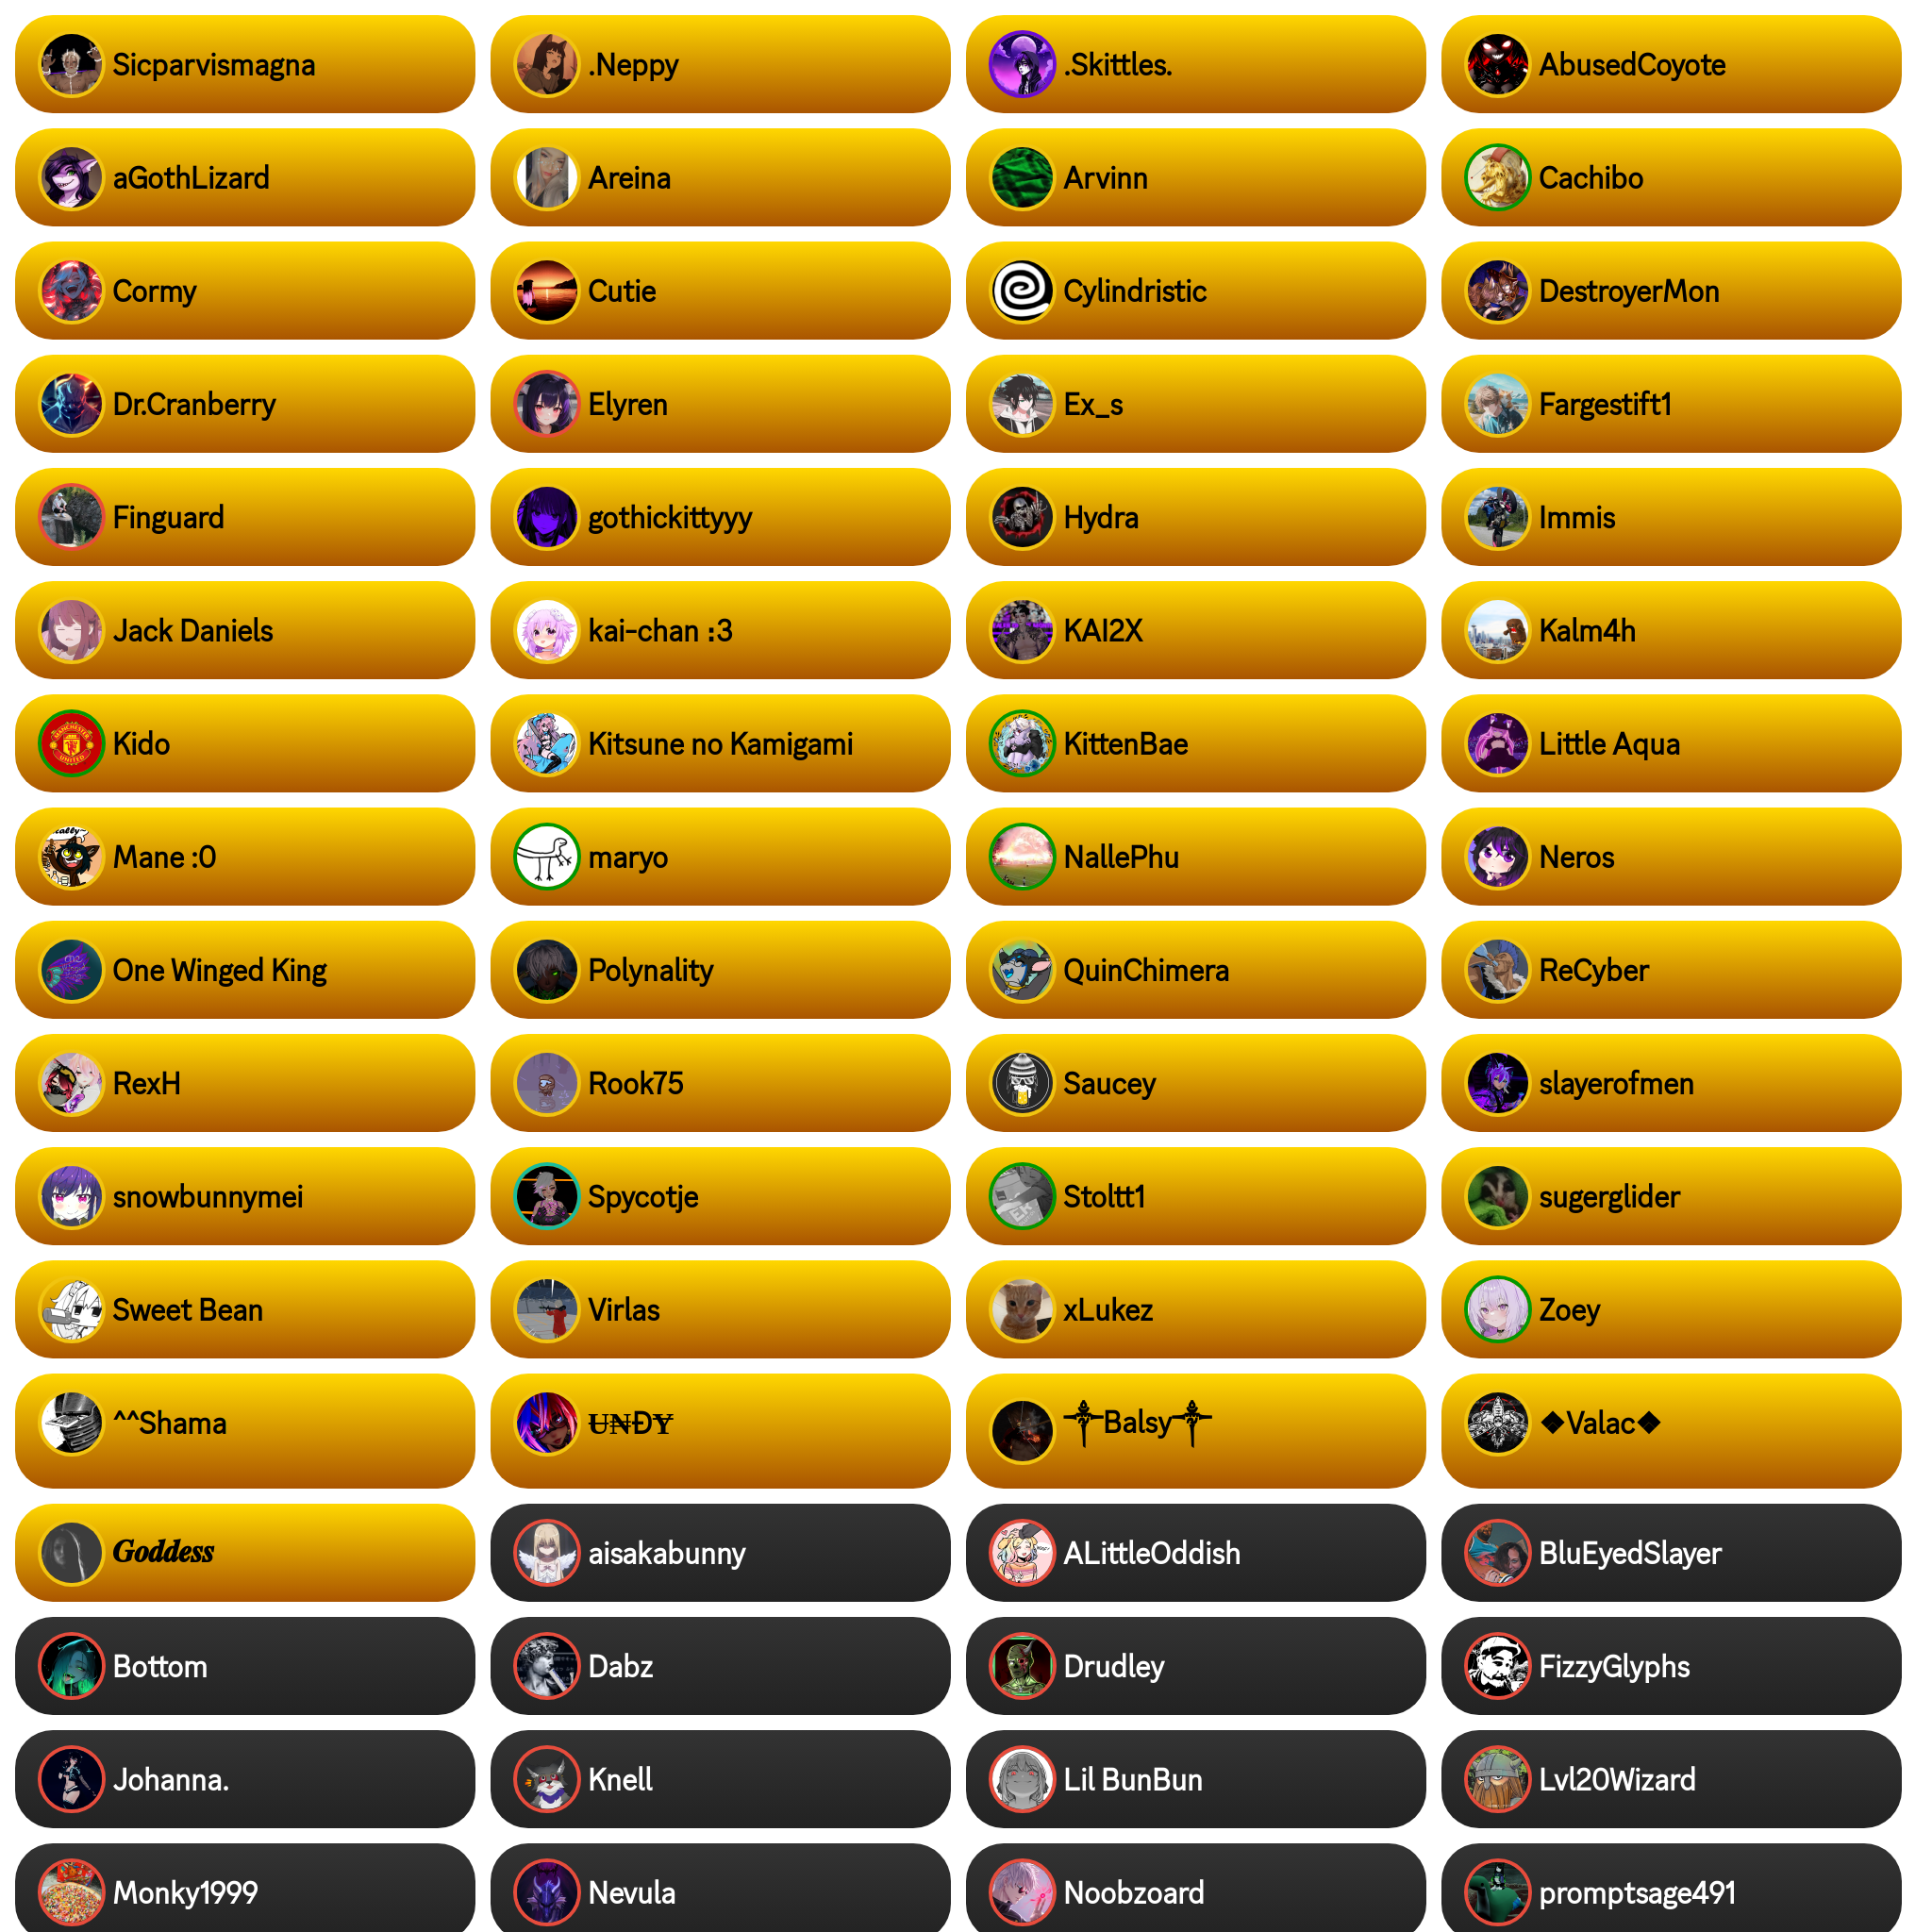 Sicparvismagna
.Neppy
.Skittles.
AbusedCoyote
aGothLizard
Areina
Arvinn
Cachibo
Cormy
Cutie
Cylindristic
DestroyerMon
Dr.Cranberry
Elyren
Ex_s
Fargestift1
Finguard
gothickittyyy
Hydra
Immis
Jack Daniels
kai-chan :3
KAI2X
Kalm4h
MANCHESTER
UNITED
Kido
Kitsune no Kamigami
KittenBae
Little Aqua
Mane :0
maryo
NallePhu
Neros
One Winged King
Polynality
QuinChimera
ReCyber
RexH
Rook75
Saucey
slayerofmen
snowbunnymei
Spycotje
Stoltt1
sugerglider
Sweet Bean
Virlas
xLukez
Zoey
^^Shama
U̶N̶ĐY̶
༒Balsy༒
◆Valac◆
𝑮𝒐𝒅𝒅𝒆𝒔𝒔
aisakabunny
ALittleOddish
BluEyedSlayer
Bottom
Dabz
Drudley
FizzyGlyphs
Johanna.
Knell
Lil BunBun
Lvl20Wizard
Monky1999
Nevula
Noobzoard
promptsage491